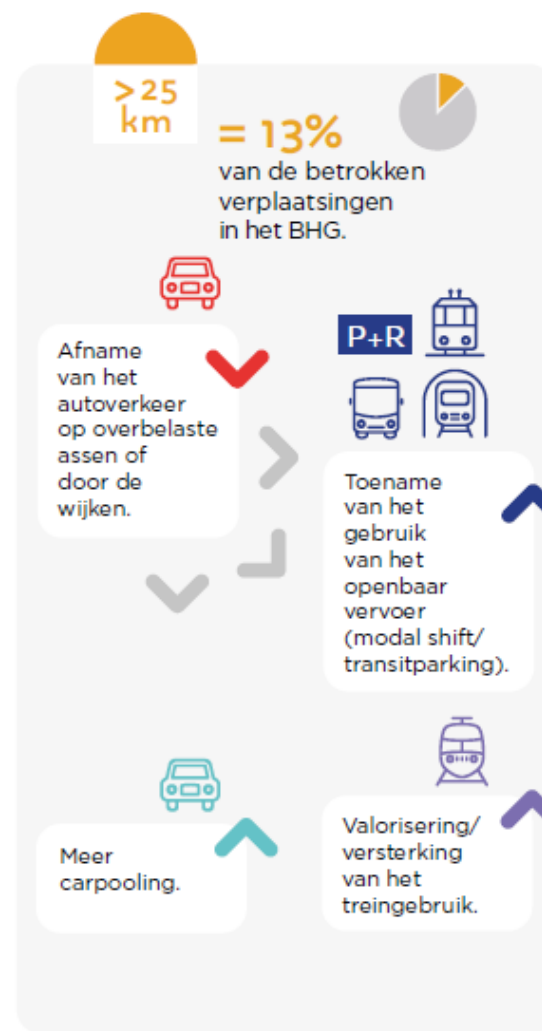 >25
km
= 13%
van de betrokken
verplaatsingen
in het BHG.
Afname
van het
autoverkeer
op overbelaste
assen of
door de
wijken.
P+R
Toename
van het
gebruik
van het
openbaar
vervoer
(modal shift/
transitparking).
Meer
carpooling.
Valorisering/
versterking
van het
treingebruik.